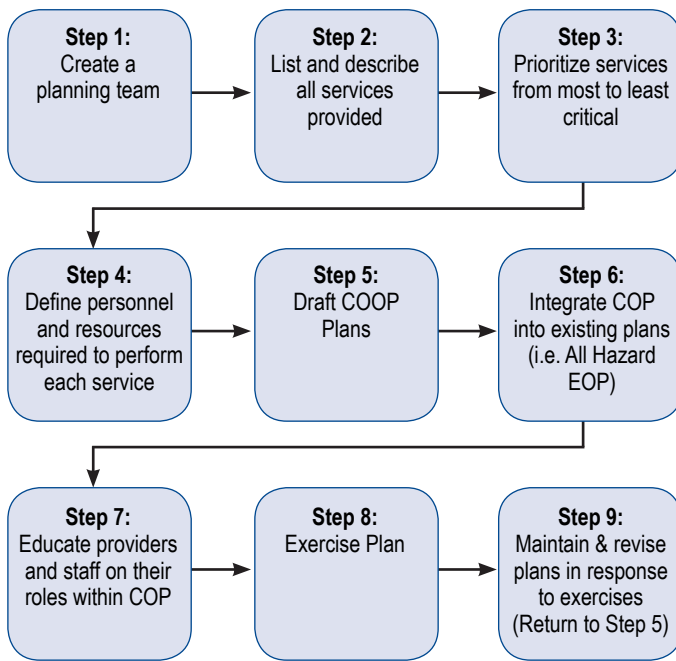 Step 1:
Create a
planning team
Step 2:
List and describe
all services
provided
Step 3:
Prioritize services
from most to least
critical
Step 4:
Define personnel
and resources
required to perform
each service
Step 5:
Draft COOP
Plans
Step 6:
Integrate COP
into existing plans
(i.e. All Hazard
EOP)
Step 7:
Educate providers
and staff on their
roles within COP
Step 8:
Exercise Plan
Step 9:
Maintain & revise
plans in response
to exercises
(Return to Step 5)